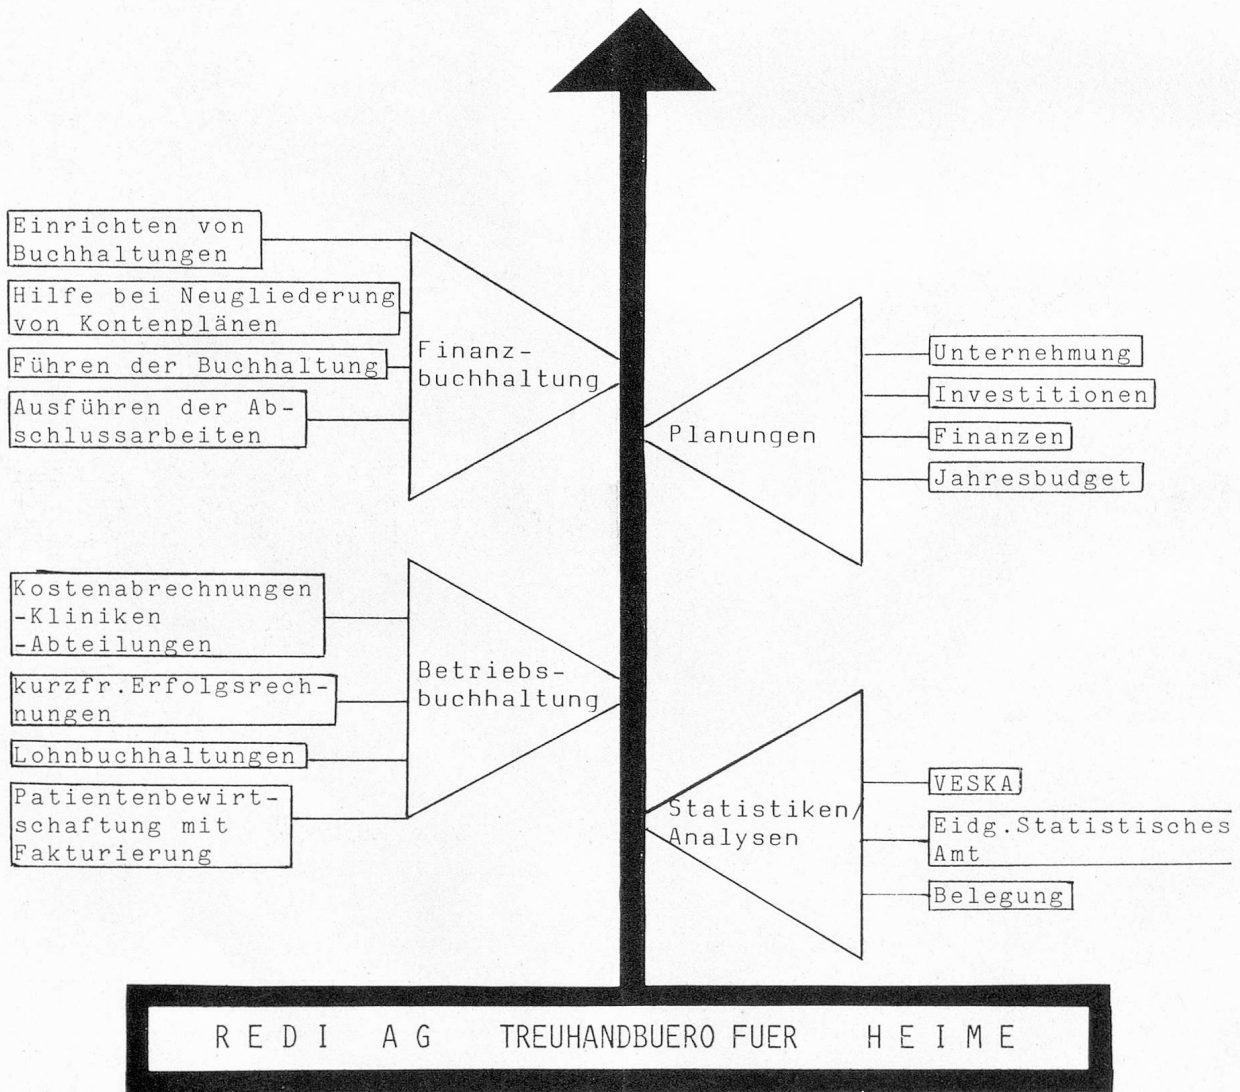 Einrichten von
Buchhaltungen
Hilfe bei Neugliederung
von Kontenplänen
Führen der Buchhaltung
Ausführen der Ab-
schlussarbeiten
Finanz-
buchhaltung
Planungen
Unternehmung
Investitionen
Finanzen
Jahresbudget
Kostenabrechnungen
-Kliniken
-Abteilungen
kurzfr.Erfolgsrech-
nungen
Lohnbuchhaltungen
Patientenbewirt-
schaftung mit
Fakturierung
Betriebs-
buchhaltung
Statistiken/
Analysen
VESKA
Eidg.Statistisches
Amt
Belegung
REDI AG TREUHANDBUERO FUER HEIME